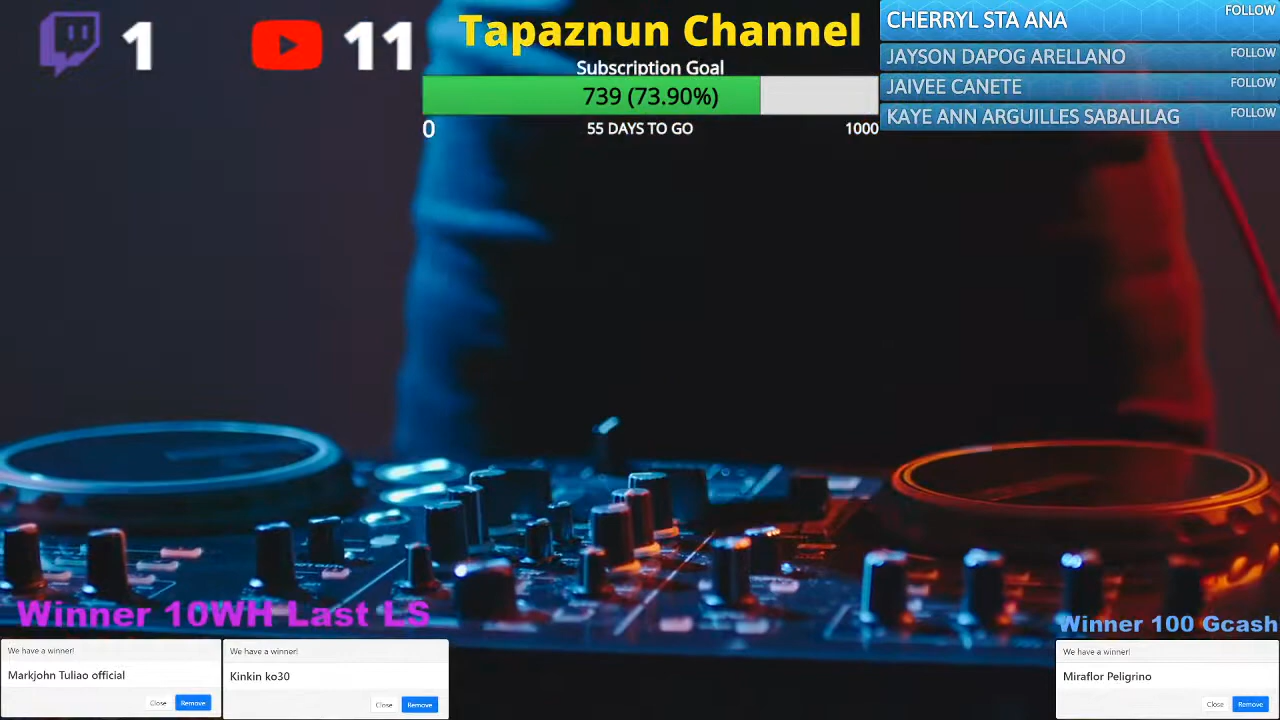 1
11
Tapaznun Channel
Subscription Goal
739 (73.90%)
0
55 DAYS TO GO
1000
CHERRYL STA ANA
FOLLOW
JAYSON DAPOG ARELLANO
FOLLOW
JAIVEE CANETE
FOLLOW
KAYE ANN ARGUILLES SABALILAG
FOLLOW
Winner 10WH Last LS
Winner 100 Gcash
We have a winner!
Markjohn Tuliao official
Close
Remove
We have a winner!
Kinkin ko30
Close
Remove
We have a winner!
Miraflor Peligrino
Close
Remove